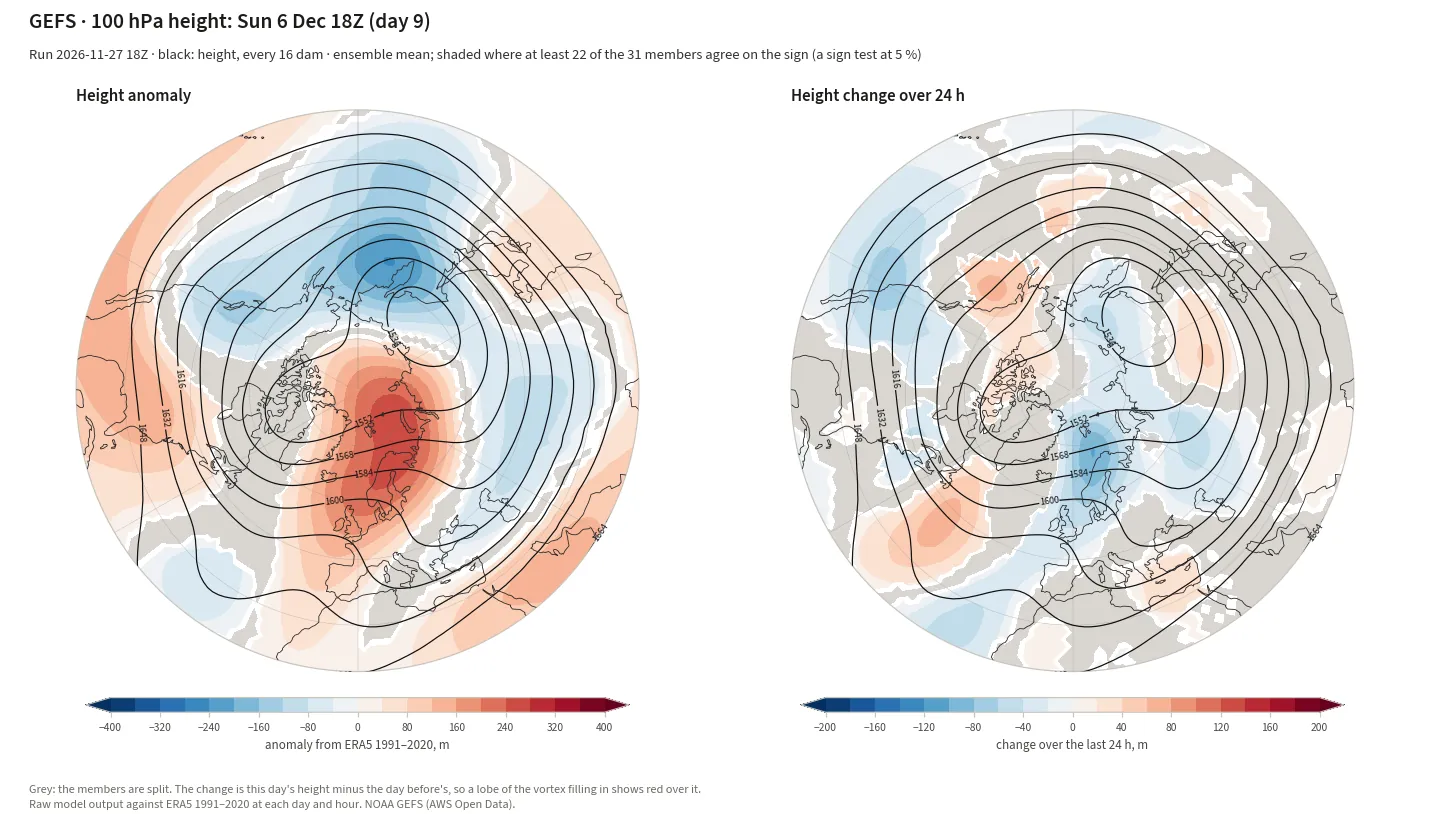 GEFS · 100 hPa height: Sun 6 Dec 18Z (day 9)
Run 2026-11-27 18Z · black: height, every 16 dam · ensemble mean; shaded where at least 22 of the 31 members agree on the sign (a sign test at 5 %)
Height anomaly
Height change over 24 h
1536
1616
1632
1648
1552
1568
1584
1600
1664
1536
1616
1632
1648
1552
1568
1584
1600
1664
−400 −320 −240 −160 −80 0 80 160 240 320 400
anomaly from ERA5 1991–2020, m
−200 −160 −120 −80 −40 0 40 80 120 160 200
change over the last 24 h, m
Grey: the members are split. The change is this day's height minus the day before's, so a lobe of the vortex filling in shows red over it.
Raw model output against ERA5 1991–2020 at each day and hour. NOAA GEFS (AWS Open Data).